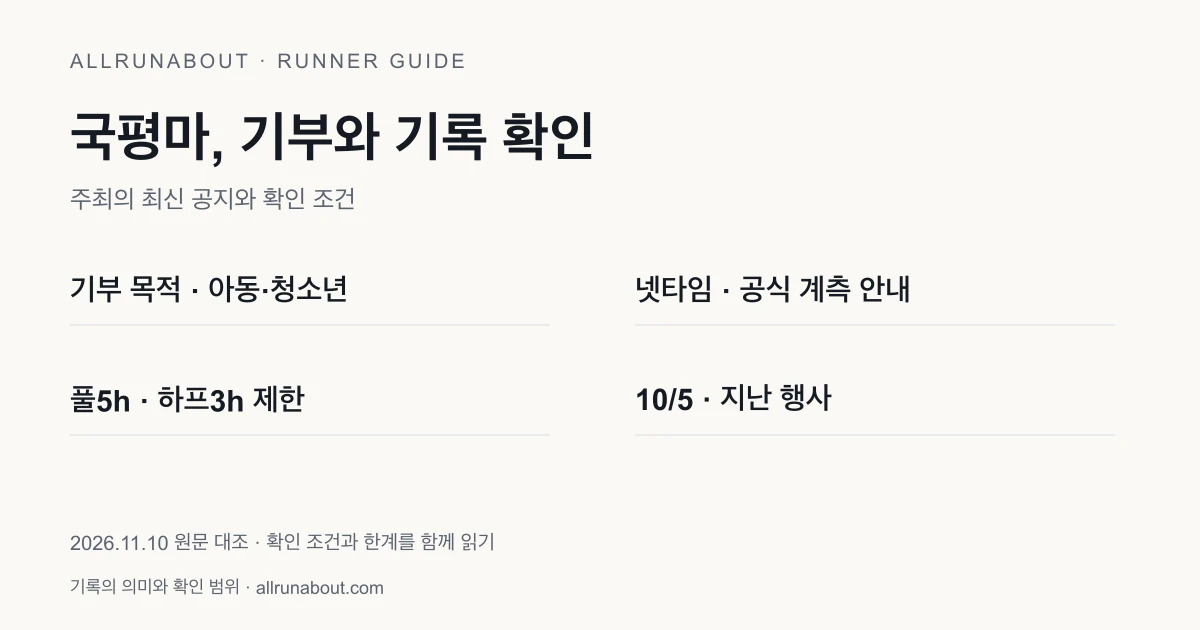 ALLRUNABOUT · RUNNER GUIDE
국평마, 기부와 기록 확인
주최의 최신 공지와 확인 조건
기부 목적 · 아동·청소년
넷타임 · 공식 계측 안내
풀5h · 하프3h 제한
10/5 · 지난 행사
2026.11.10 원문 대조 · 확인 조건과 한계를 함께 읽기
기록의 의미와 확인 범위 · allrunabout.com